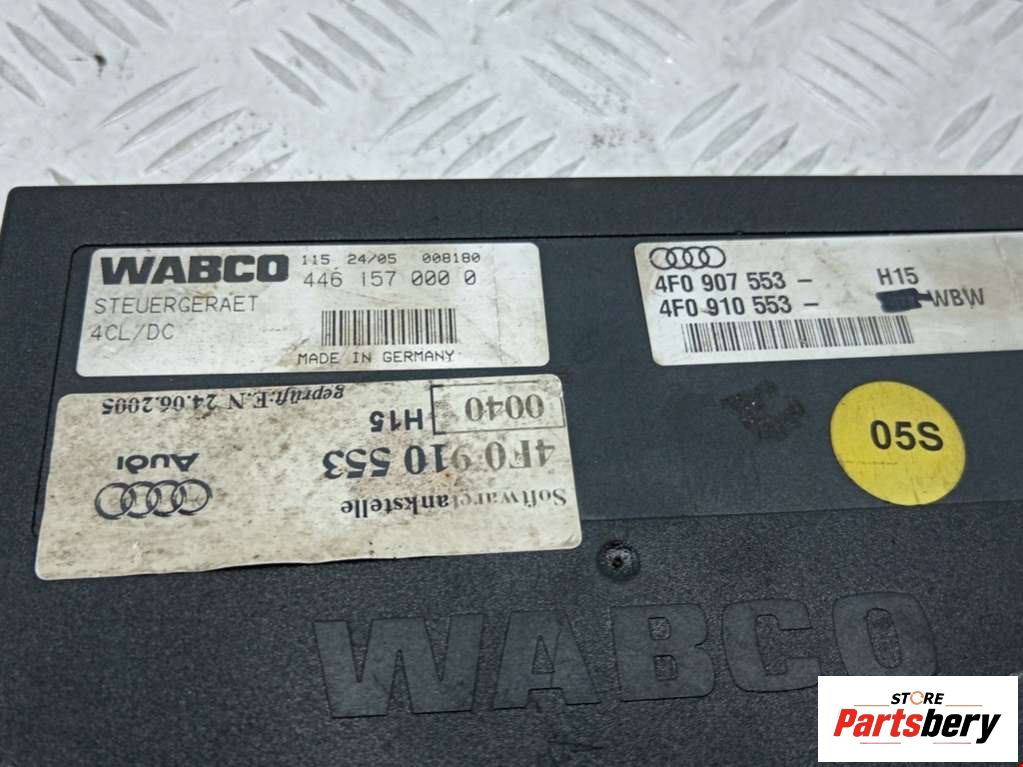 WABCO
115 24/05 008180
446 157 000 0
STEUERGERAET
4CL/DC
MADE IN GERMANY
4F0 907 553 - H15
4F0 910 553 - WBW
05S
Softwaretankstelle
4F0 910 553
Audi
H15
0040
geprüft:E.N 24.06.2005
WABCO
STORE
Partsbery